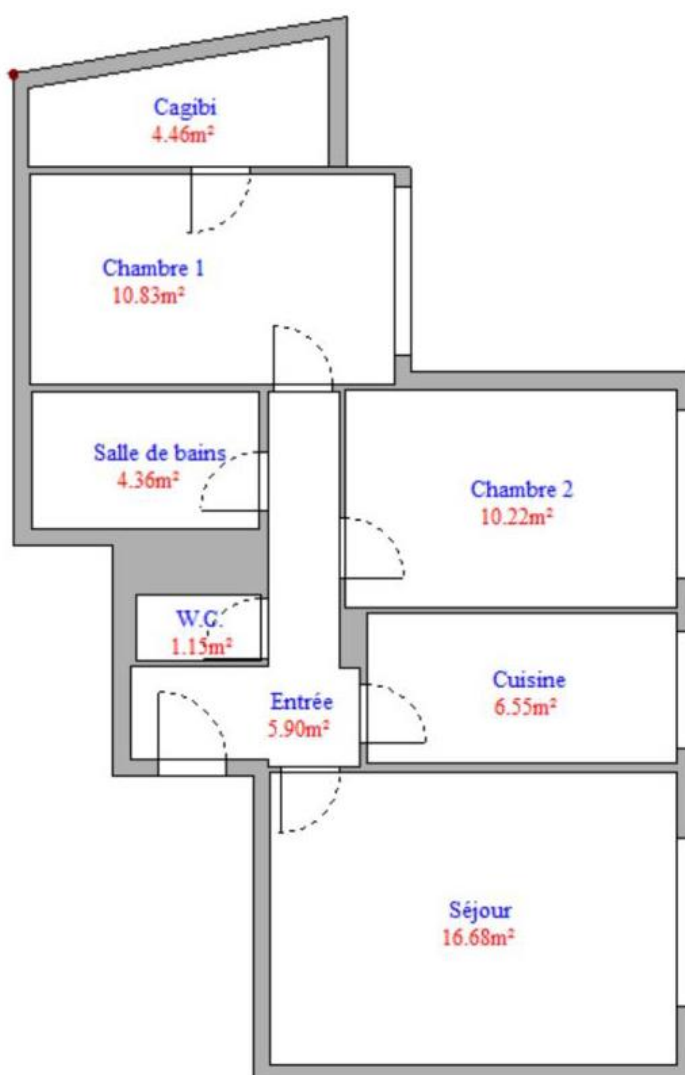 Cagibi
4.46m²
Chambre 1
10.83m²
Salle de bains
4.36m²
Chambre 2
10.22m²
W.C.
1.15m²
Entrée
5.90m²
Cuisine
6.55m²
Séjour
16.68m²